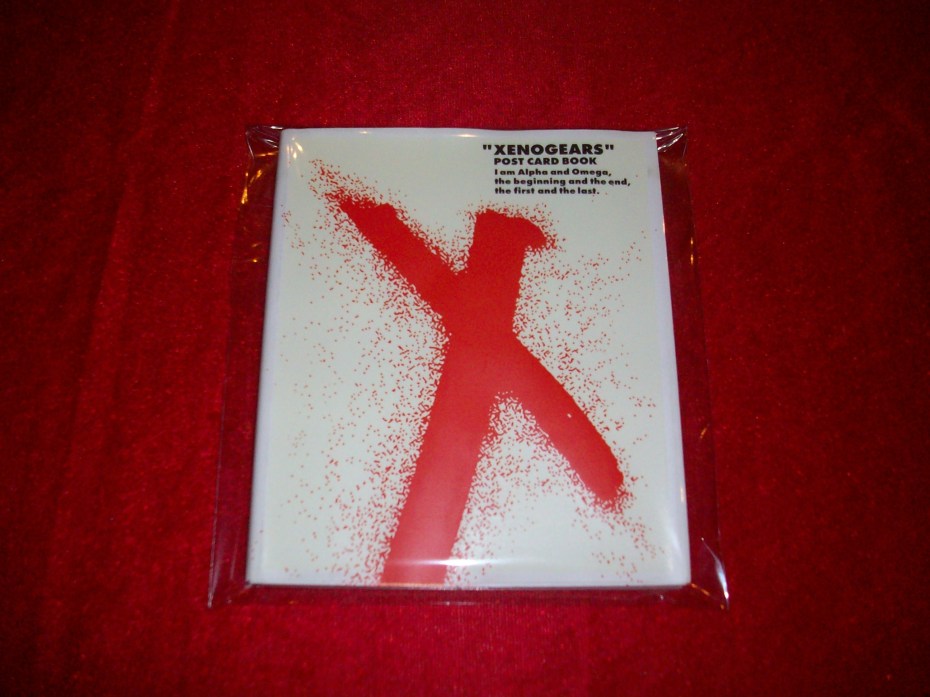 "XENOGEARS"
POST CARD BOOK
I am Alpha and Omega,
the beginning and the end,
the first and the last.